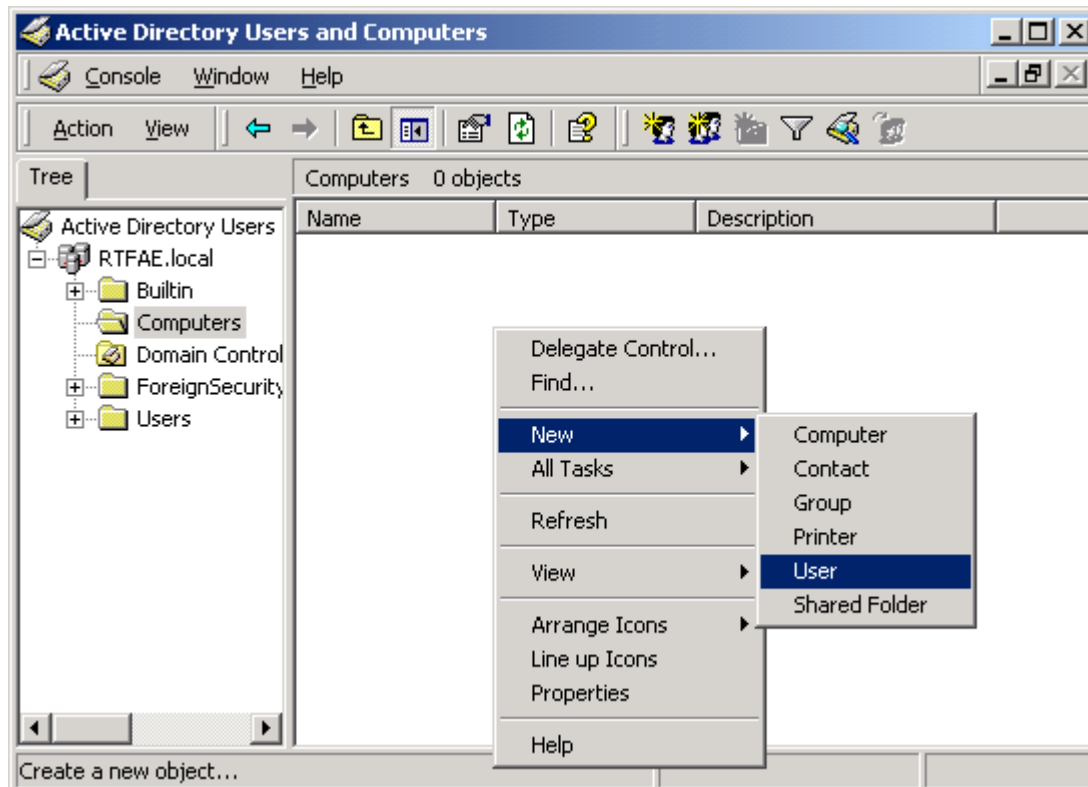 Active Directory Users and Computers
Console Window Help
Action View
Tree
Computers 0 objects
Name Type Description
Active Directory Users
RTFAE.local
Builtin
Computers
Domain Control
ForeignSecurity
Users
Delegate Control...
Find...
New
All Tasks
Refresh
View
Arrange Icons
Line up Icons
Properties
Help
Computer
Contact
Group
Printer
User
Shared Folder
Create a new object...